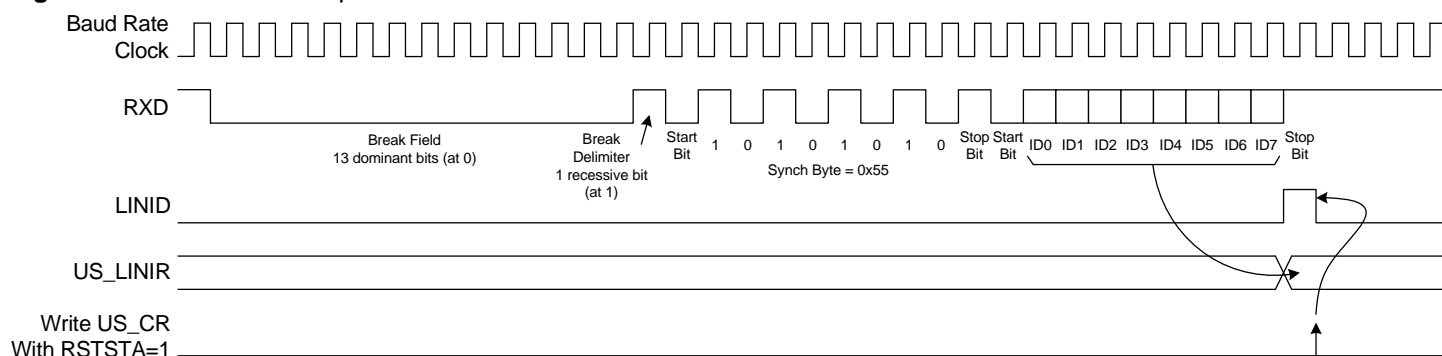 Baud Rate
Clock
RXD
Break Field
13 dominant bits (at 0)
Break
Delimiter
1 recessive bit
(at 1)
Start
Bit
1 0 1 0 1 0 1 0
Synch Byte = 0x55
Stop
Bit
Start
Bit
ID0 ID1 ID2 ID3 ID4 ID5 ID6 ID7
Stop
Bit
LINID
US_LINIR
Write US_CR
With RSTSTA=1